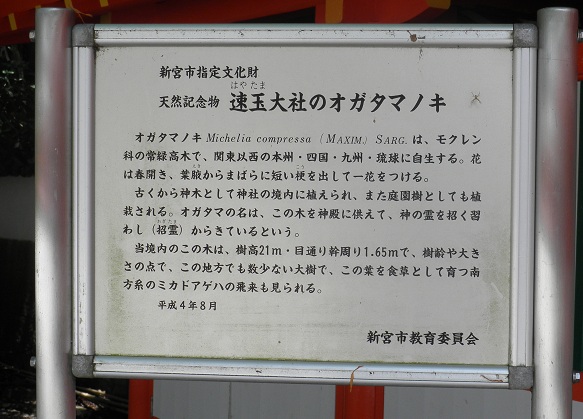 新宮市指定文化財
はやたま
天然記念物 速玉大社のオガタマノキ
オガタマノキ Michelia compressa (MAXIM.) SARG. は、モクレン
科の常緑高木で、関東以西の本州・四国・九州・琉球に自生する。花
は春開き、葉腋からまばらに短い梗を出して一花をつける。
古くから神木として神社の境内に植えられ、また庭園樹としても植
栽される。オガタマの名は、この木を神殿に供えて、神の霊を招く習
わし(招霊)からきているという。
当境内のこの木は、樹高21m・目通り幹周り1.65mで、樹齢や大き
さの点で、この地方でも数少ない大樹で、この葉を食草として育つ南
方系のミカドアゲハの飛来も見られる。
平成4年8月
新宮市教育委員会